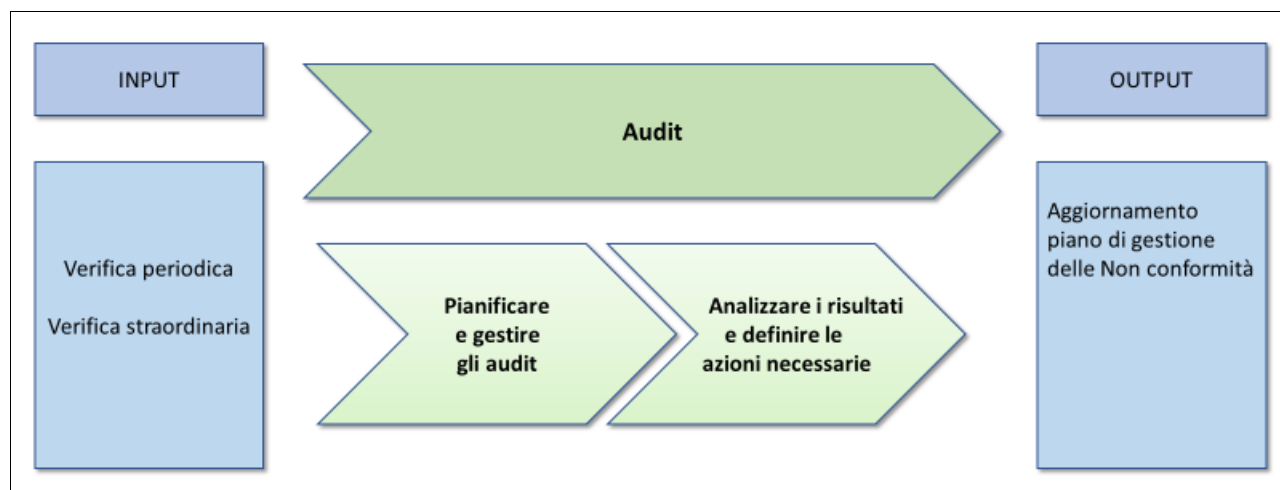 INPUT
Audit
OUTPUT
Verifica periodica
Verifica straordinaria
Pianificare
e gestire
gli audit
Analizzare i risultati
e definire le
azioni necessarie
Aggiornamento
piano di gestione
delle Non conformità